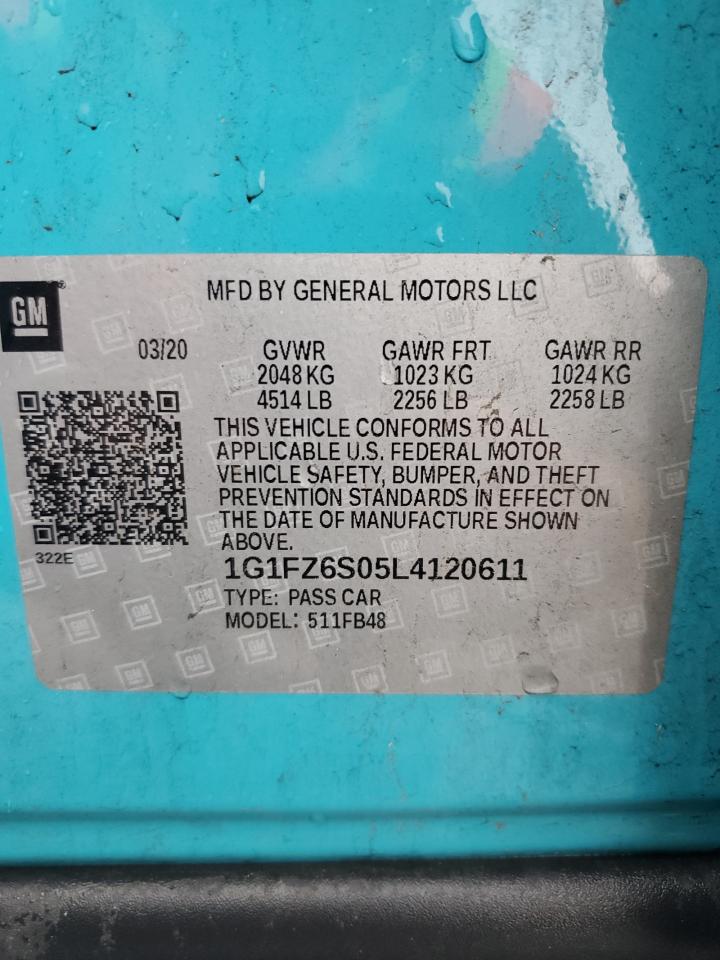 MFD BY GENERAL MOTORS LLC
GM
03/20 GVWR GAWR FRT GAWR RR
2048 KG 1023 KG 1024 KG
4514 LB 2256 LB 2258 LB
THIS VEHICLE CONFORMS TO ALL
APPLICABLE U.S. FEDERAL MOTOR
VEHICLE SAFETY, BUMPER, AND THEFT
PREVENTION STANDARDS IN EFFECT ON
THE DATE OF MANUFACTURE SHOWN
ABOVE.
322E
1G1FZ6S05L4120611
TYPE: PASS CAR
MODEL: 511FB48